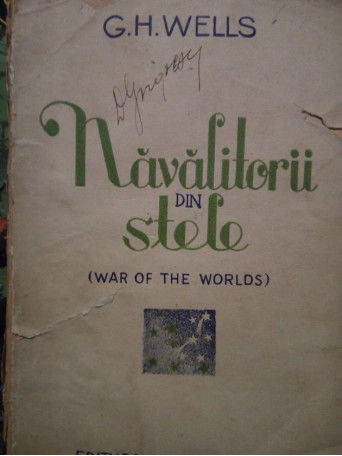 G.H.WELLS
Năvălitorii
DIN
stele
(WAR OF THE WORLDS)